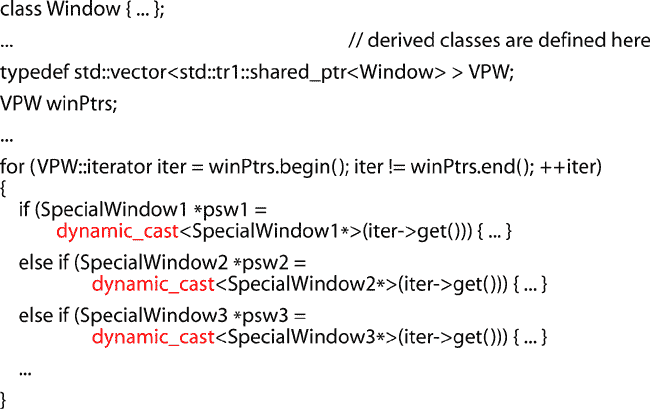 class Window { ... };
...	// derived classes are defined here
typedef std::vector<std::tr1::shared_ptr<Window> > VPW;
VPW winPtrs;
...
for (VPW::iterator iter = winPtrs.begin(); iter != winPtrs.end(); ++iter)
{
if (SpecialWindow1 *psw1 =
dynamic_cast<SpecialWindow1*>(iter->get())) { ... }
else if (SpecialWindow2 *psw2 =
dynamic_cast<SpecialWindow2*>(iter->get())) { ... }
else if (SpecialWindow3 *psw3 =
dynamic_cast<SpecialWindow3*>(iter->get())) { ... }
...
}